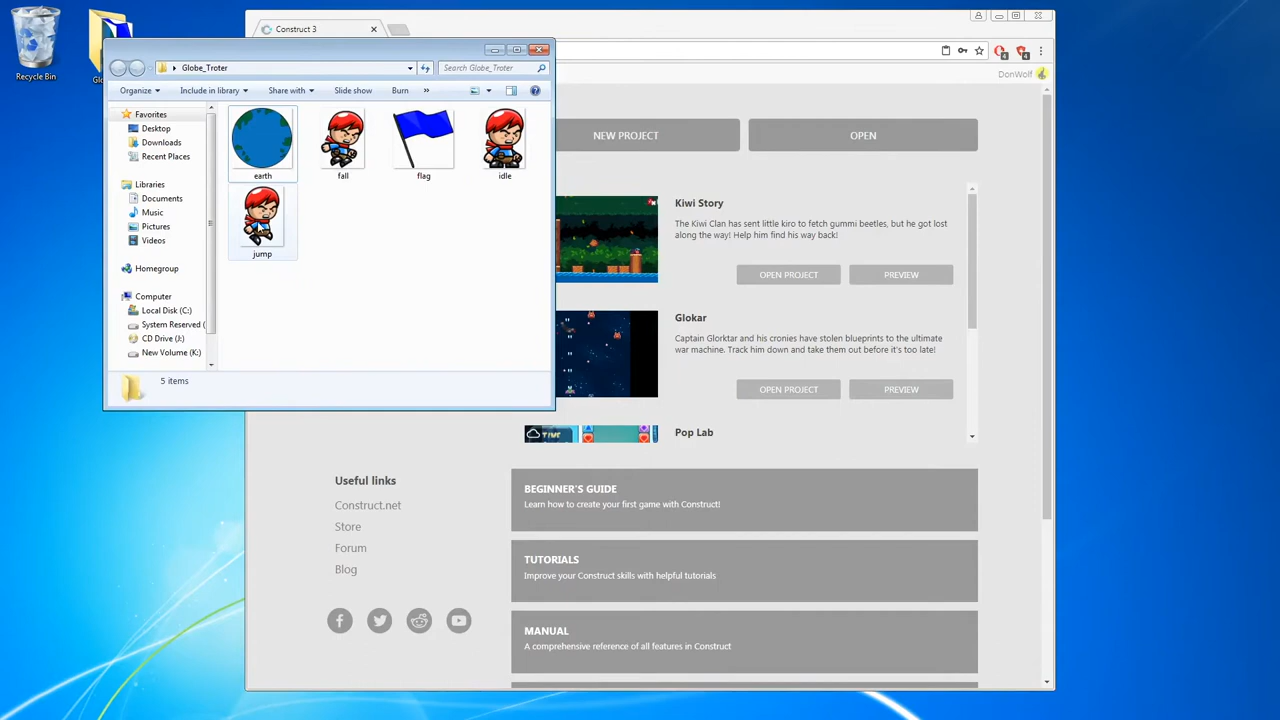 Recycle Bin
Construct 3
DonWolf
Globe_Troter
Search Globe_Troter
Organize
Include in library
Share with
Slide show
Burn
»
Favorites
Desktop
Downloads
Recent Places
Libraries
Documents
Music
Pictures
Videos
Homegroup
Computer
Local Disk (C:)
System Reserved (
CD Drive (J:)
New Volume (K:)
earth
fall
flag
idle
jump
5 items
NEW PROJECT
OPEN
Kiwi Story
The Kiwi Clan has sent little kiro to fetch gummi beetles, but he got lost
along the way! Help him find his way back!
OPEN PROJECT
PREVIEW
Glokar
Captain Glorktar and his cronies have stolen blueprints to the ultimate
war machine. Track him down and take them out before it's too late!
OPEN PROJECT
PREVIEW
TIME
Pop Lab
Useful links
Construct.net
Store
Forum
Blog
BEGINNER'S GUIDE
Learn how to create your first game with Construct!
TUTORIALS
Improve your Construct skills with helpful tutorials
MANUAL
A comprehensive reference of all features in Construct